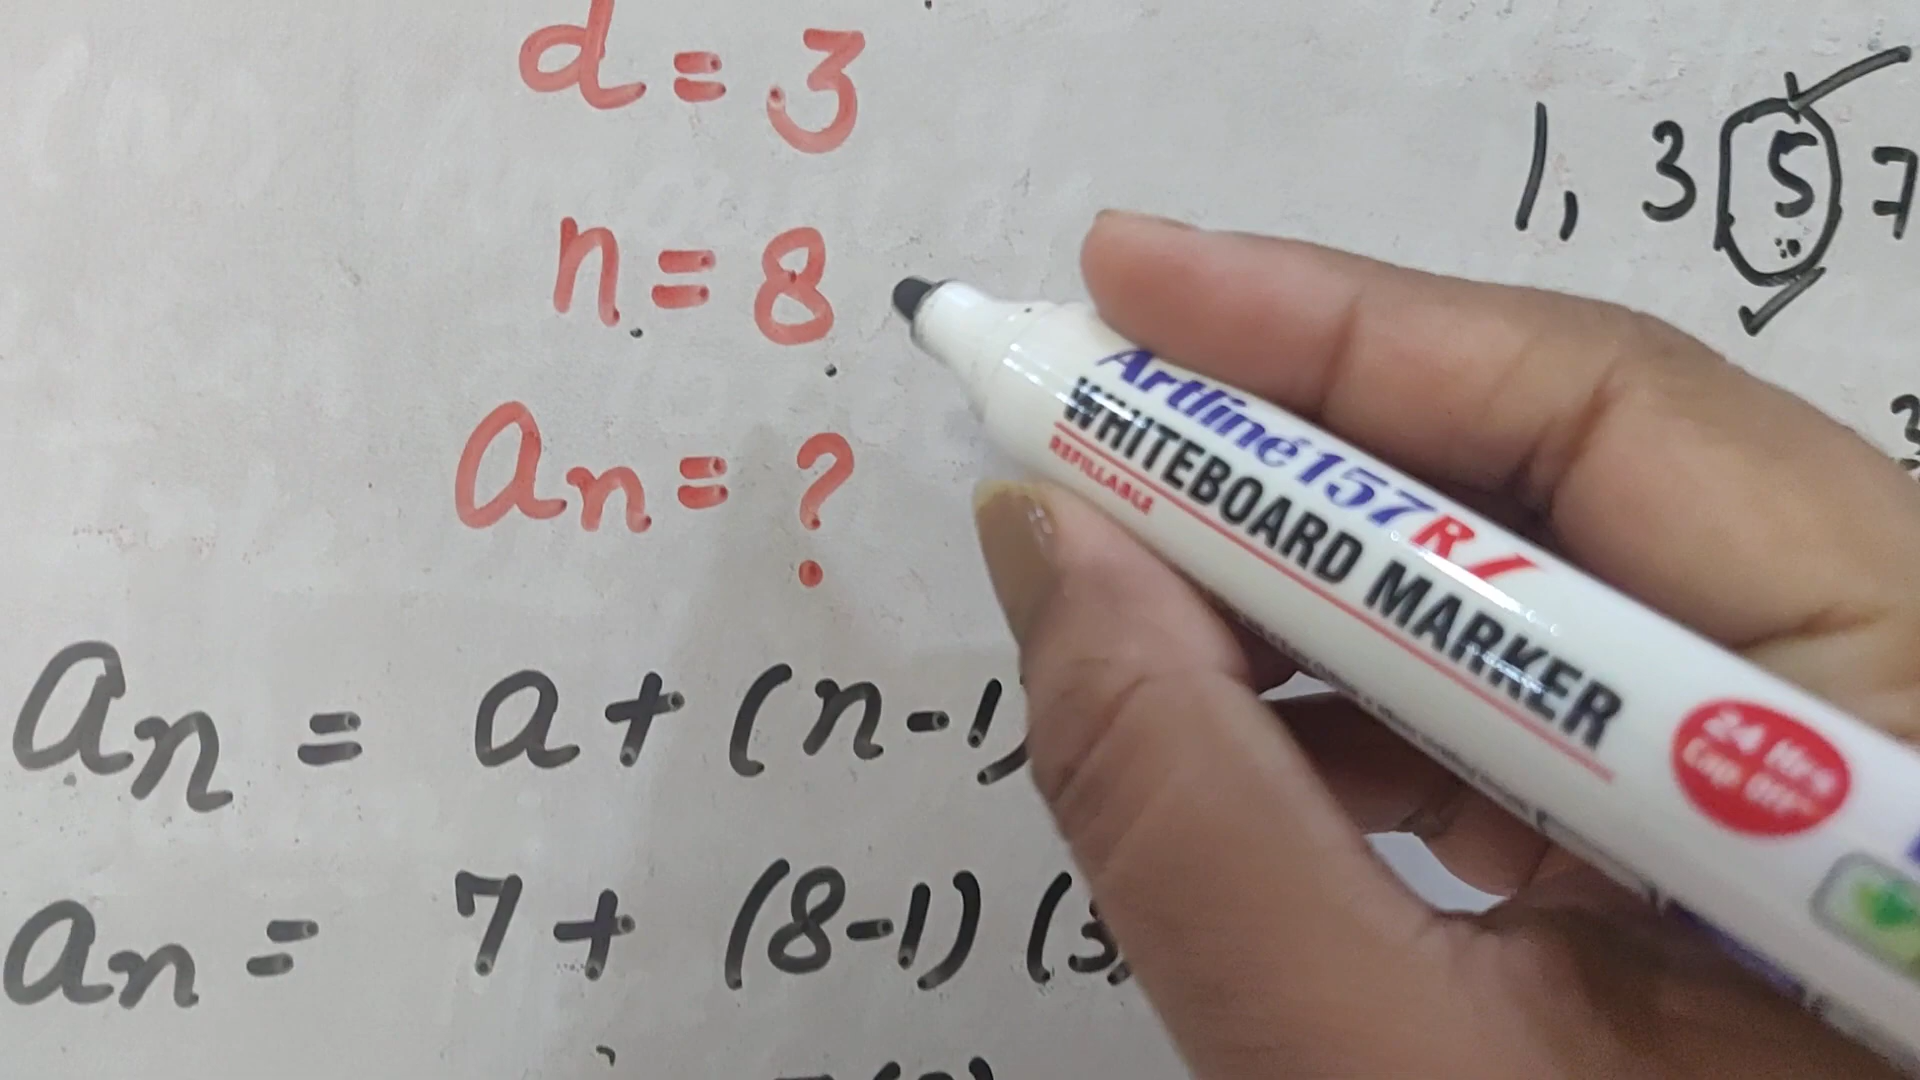 d = 3
n = 8
an = ?
an = a + (n-1)
an = 7 + (8-1) (3)
1, 3 5 7
Artline 157R/
WHITEBOARD MARKER
REFILLABLE
24 Hrs
Cap Off